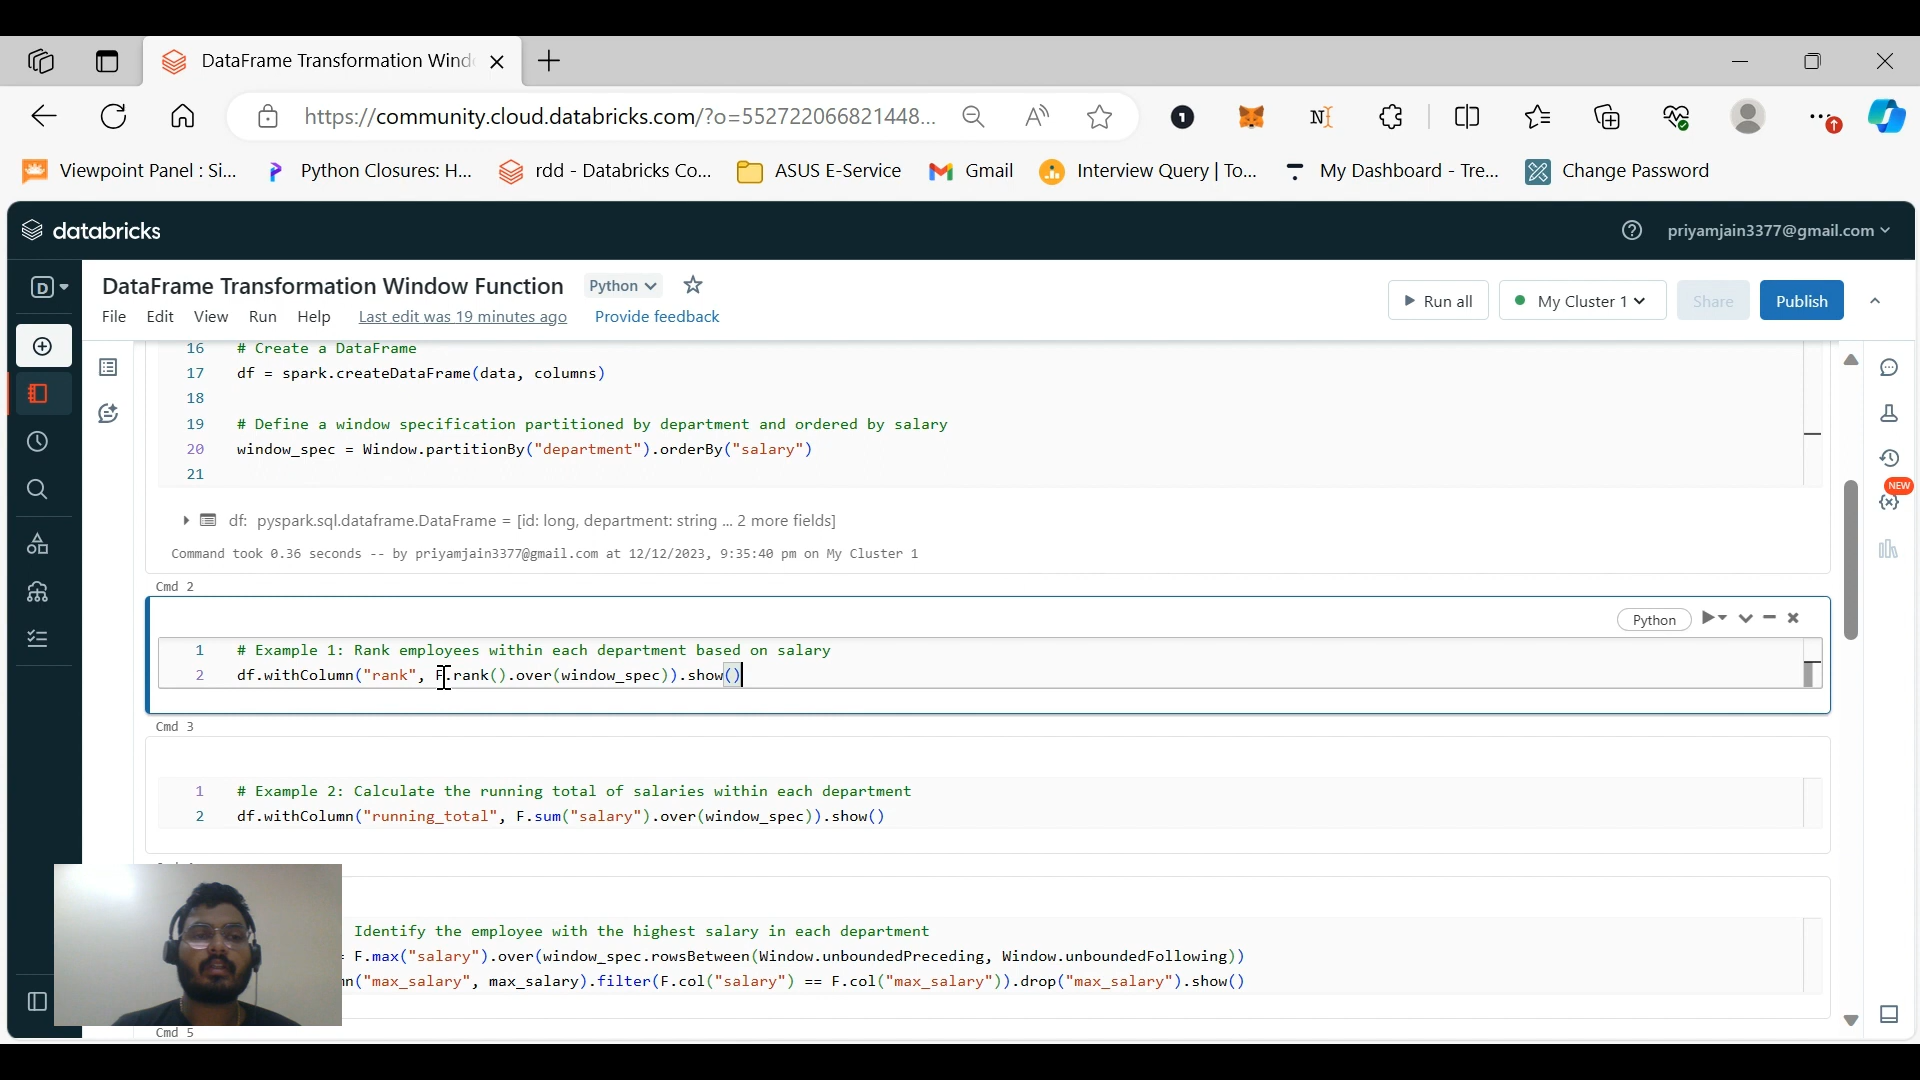 DataFrame Transformation Wind
https://community.cloud.databricks.com/?o=552722066821448...
Viewpoint Panel : Si...
Python Closures: H...
rdd - Databricks Co...
ASUS E-Service
Gmail
Interview Query | To...
My Dashboard - Tre...
Change Password
databricks
priyamjain3377@gmail.com
D
DataFrame Transformation Window Function
Python
Run all
My Cluster 1
Share
Publish
File Edit View Run Help Last edit was 19 minutes ago Provide feedback
16 # Create a DataFrame
17 df = spark.createDataFrame(data, columns)
18
19 # Define a window specification partitioned by department and ordered by salary
20 window_spec = Window.partitionBy("department").orderBy("salary")
21
NEW
df: pyspark.sql.dataframe.DataFrame = [id: long, department: string ... 2 more fields]
Command took 0.36 seconds -- by priyamjain3377@gmail.com at 12/12/2023, 9:35:40 pm on My Cluster 1
Cmd 2
Python
1 # Example 1: Rank employees within each department based on salary
2 df.withColumn("rank", F.rank().over(window_spec)).show()
Cmd 3
1 # Example 2: Calculate the running total of salaries within each department
2 df.withColumn("running_total", F.sum("salary").over(window_spec)).show()
Identify the employee with the highest salary in each department
= F.max("salary").over(window_spec.rowsBetween(Window.unboundedPreceding, Window.unboundedFollowing))
n("max_salary", max_salary).filter(F.col("salary") == F.col("max_salary")).drop("max_salary").show()
Cmd 5